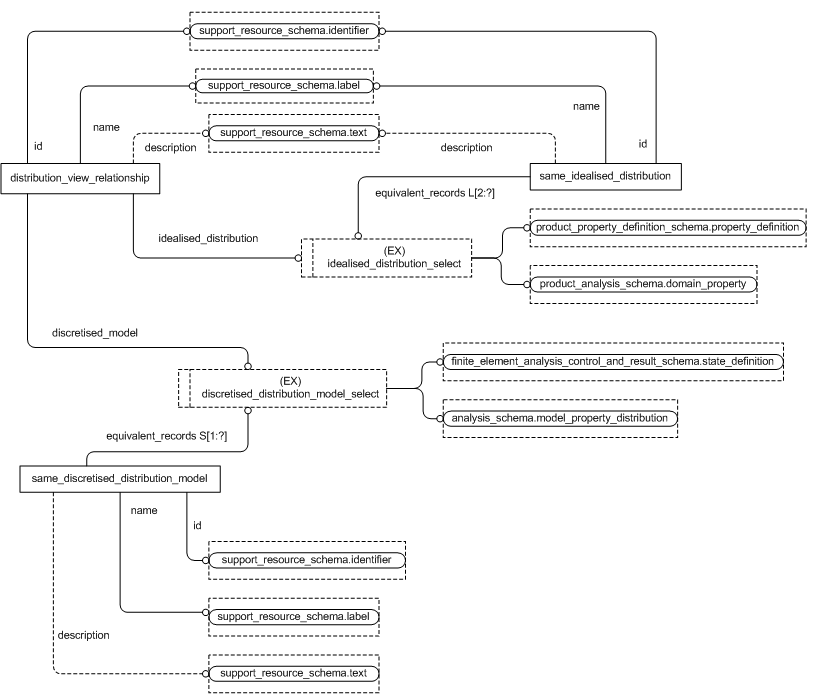 support_resource_schema.identifier
support_resource_schema.label
name
name
support_resource_schema.text
id
description
description
id
distribution_view_relationship
same_idealised_distribution
equivalent_records L[2:?]
product_property_definition_schema.property_definition
idealised_distribution
(EX)
idealised_distribution_select
product_analysis_schema.domain_property
discretised_model
finite_element_analysis_control_and_result_schema.state_definition
(EX)
discretised_distribution_model_select
analysis_schema.model_property_distribution
equivalent_records S[1:?]
same_discretised_distribution_model
name
id
support_resource_schema.identifier
support_resource_schema.label
description
support_resource_schema.text